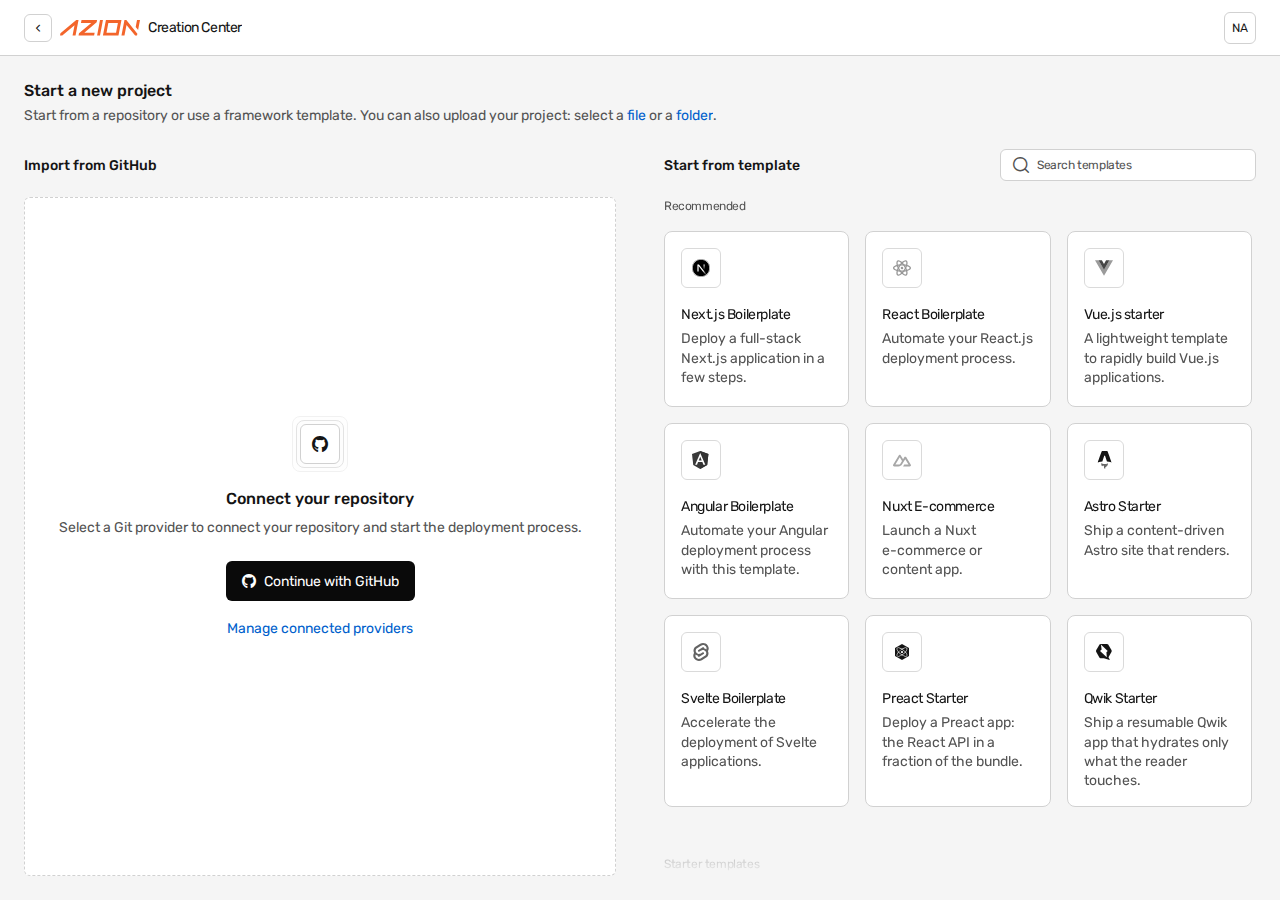 AZION Creation Center
NA
Start a new project
Start from a repository or use a framework template. You can also upload your project: select a file or a folder.
Import from GitHub
Connect your repository
Select a Git provider to connect your repository and start the deployment process.
Continue with GitHub
Manage connected providers
Start from template
Search templates
Recommended
Next.js Boilerplate
Deploy a full-stack
Next.js application in a
few steps.
React Boilerplate
Automate your React.js
deployment process.
Vue.js starter
A lightweight template
to rapidly build Vue.js
applications.
Angular Boilerplate
Automate your Angular
deployment process
with this template.
Nuxt E-commerce
Launch a Nuxt
e-commerce or
content app.
Astro Starter
Ship a content-driven
Astro site that renders.
Svelte Boilerplate
Accelerate the
deployment of Svelte
applications.
Preact Starter
Deploy a Preact app:
the React API in a
fraction of the bundle.
Qwik Starter
Ship a resumable Qwik
app that hydrates only
what the reader
touches.
Starter templates